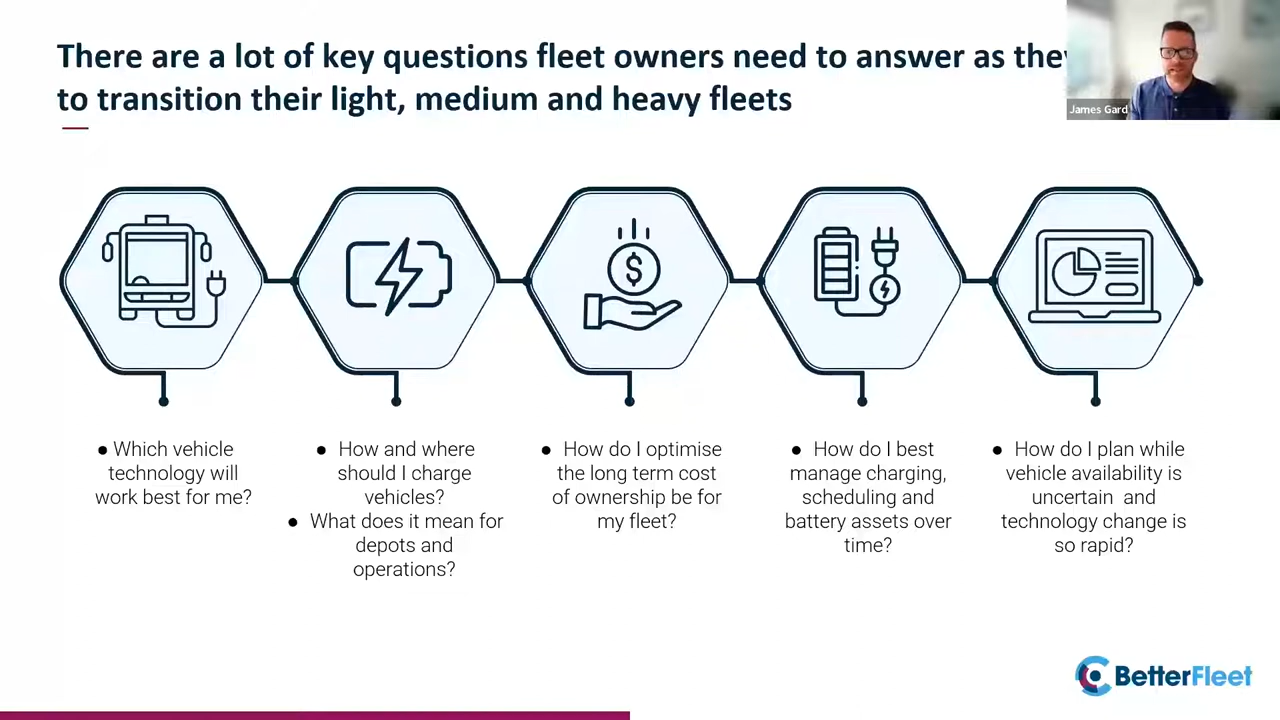 There are a lot of key questions fleet owners need to answer as they
to transition their light, medium and heavy fleets
James Gard
$
● Which vehicle
technology will
work best for me?
● How and where
should I charge
vehicles?
● What does it mean for
depots and
operations?
● How do I optimise
the long term cost
of ownership be for
my fleet?
● How do I best
manage charging,
scheduling and
battery assets over
time?
● How do I plan while
vehicle availability is
uncertain and
technology change is
so rapid?
BetterFleet